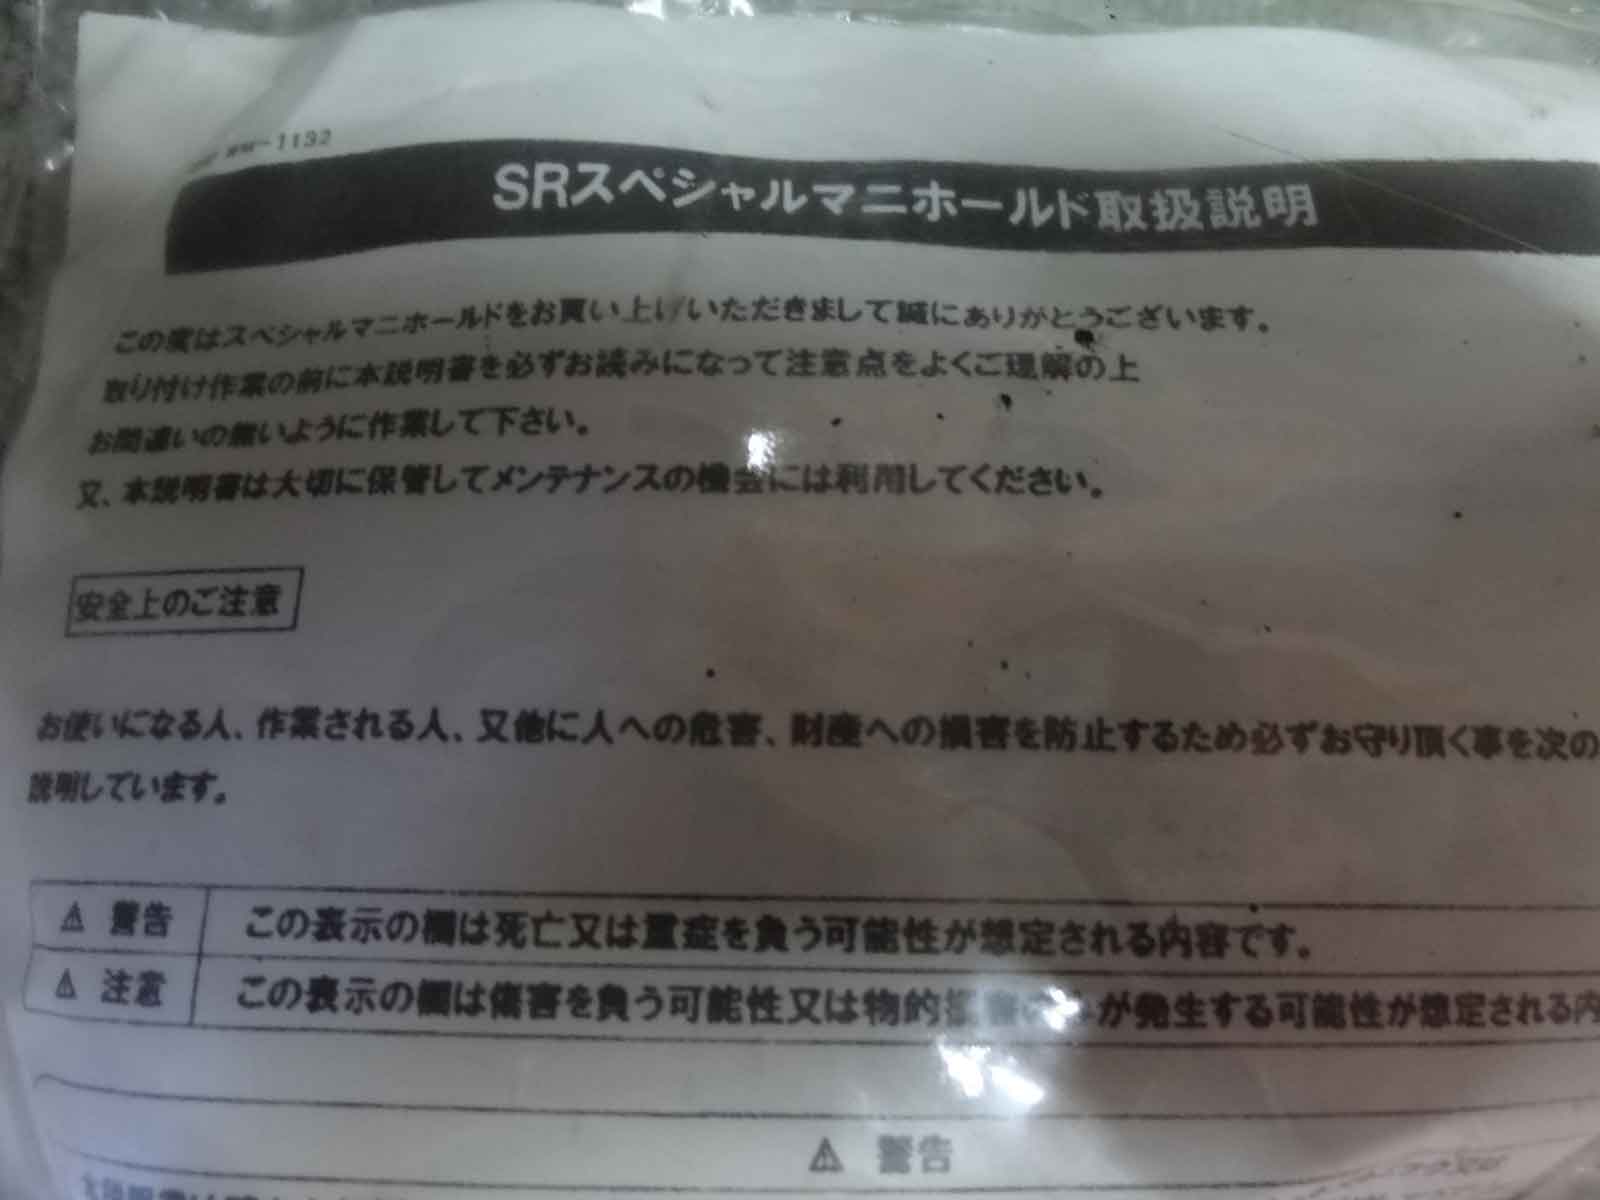 -1132
SRスペシャルマニホールド取扱説明
この度はスペシャルマニホールドをお買い上げいただきまして誠にありがとうございます。
取り付け作業の前に本説明書を必ずお読みになって注意点をよくご理解の上
お間違いの無いように作業して下さい。
又、本説明書は大切に保管してメンテナンスの機会には利用してください。
安全上のご注意
お使いになる人、作業される人、又他に人への危害、財産への損害を防止するため必ずお守り頂く事を次の
説明しています。
⚠ 警告 この表示の欄は死亡又は重症を負う可能性が想定される内容です。
⚠ 注意 この表示の欄は傷害を負う可能性又は物的 が発生する可能性が想定される内
⚠ 警告